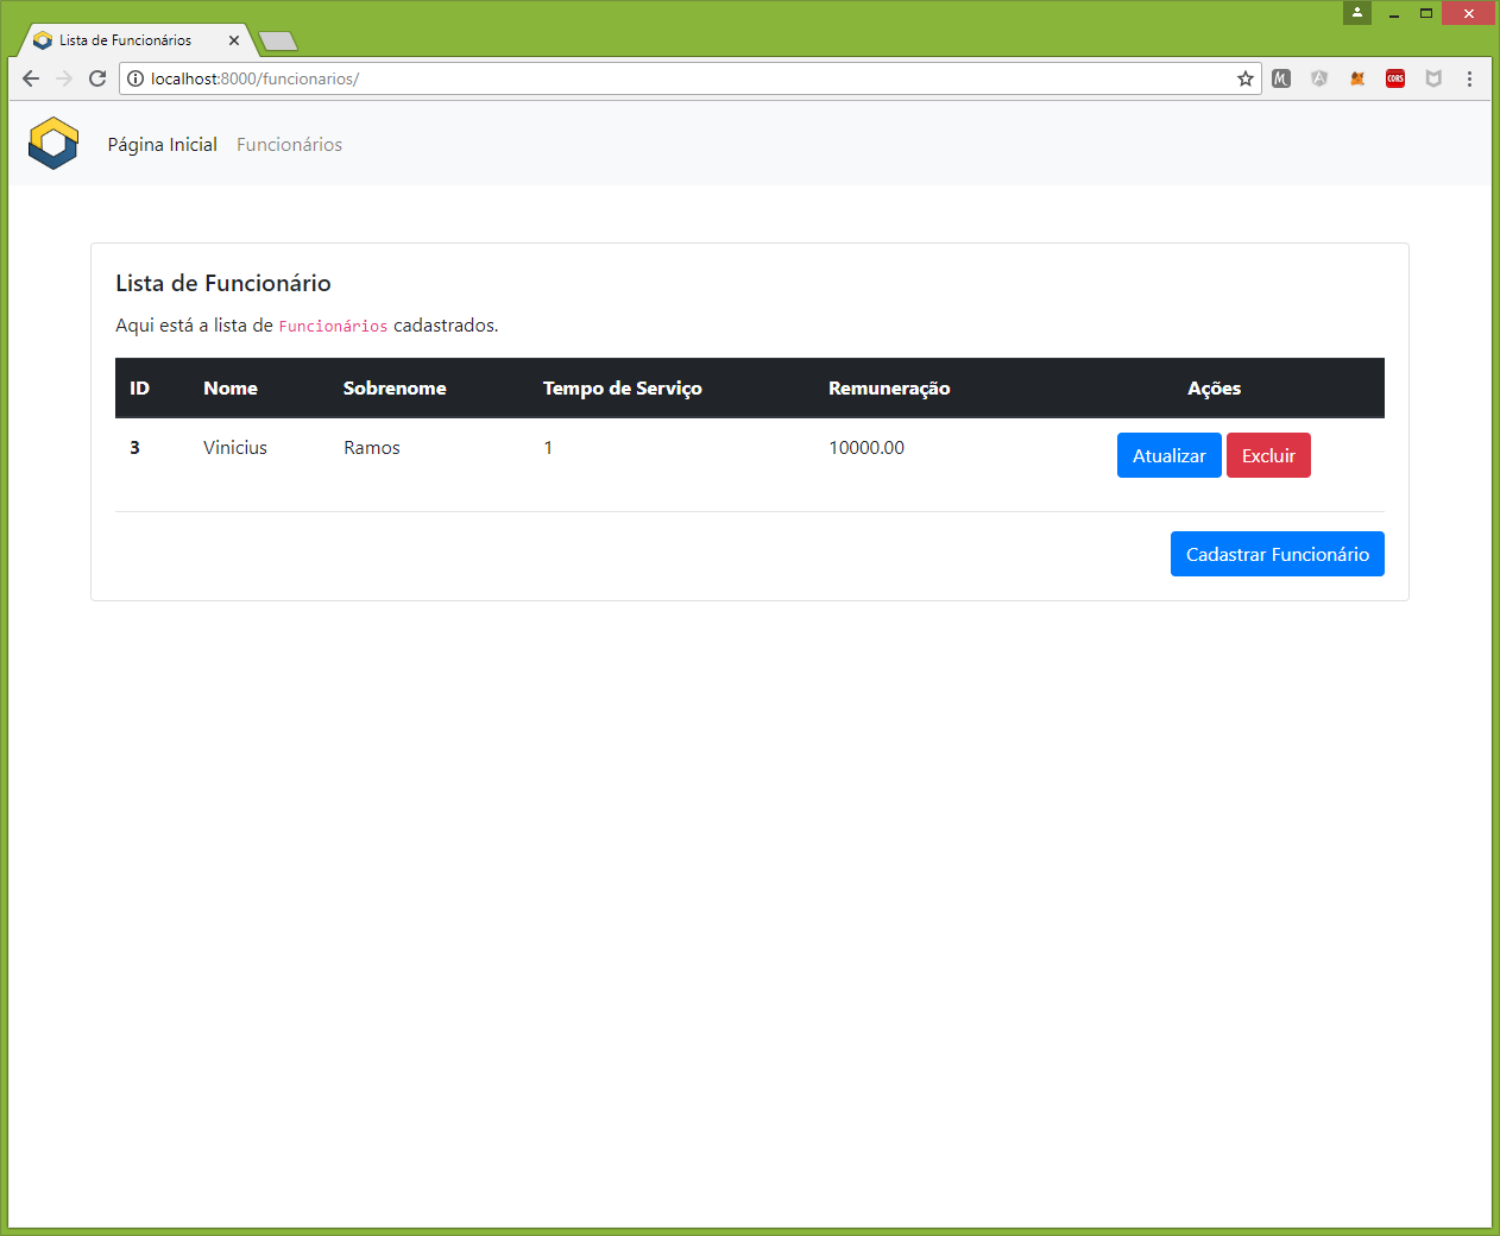 Lista de Funcionários
localhost:8000/funcionarios/
CORS
Página Inicial Funcionários
Lista de Funcionário
Aqui está a lista de Funcionários cadastrados.
ID Nome Sobrenome Tempo de Serviço Remuneração Ações
3 Vinicius Ramos 1 10000.00 Atualizar Excluir
Cadastrar Funcionário